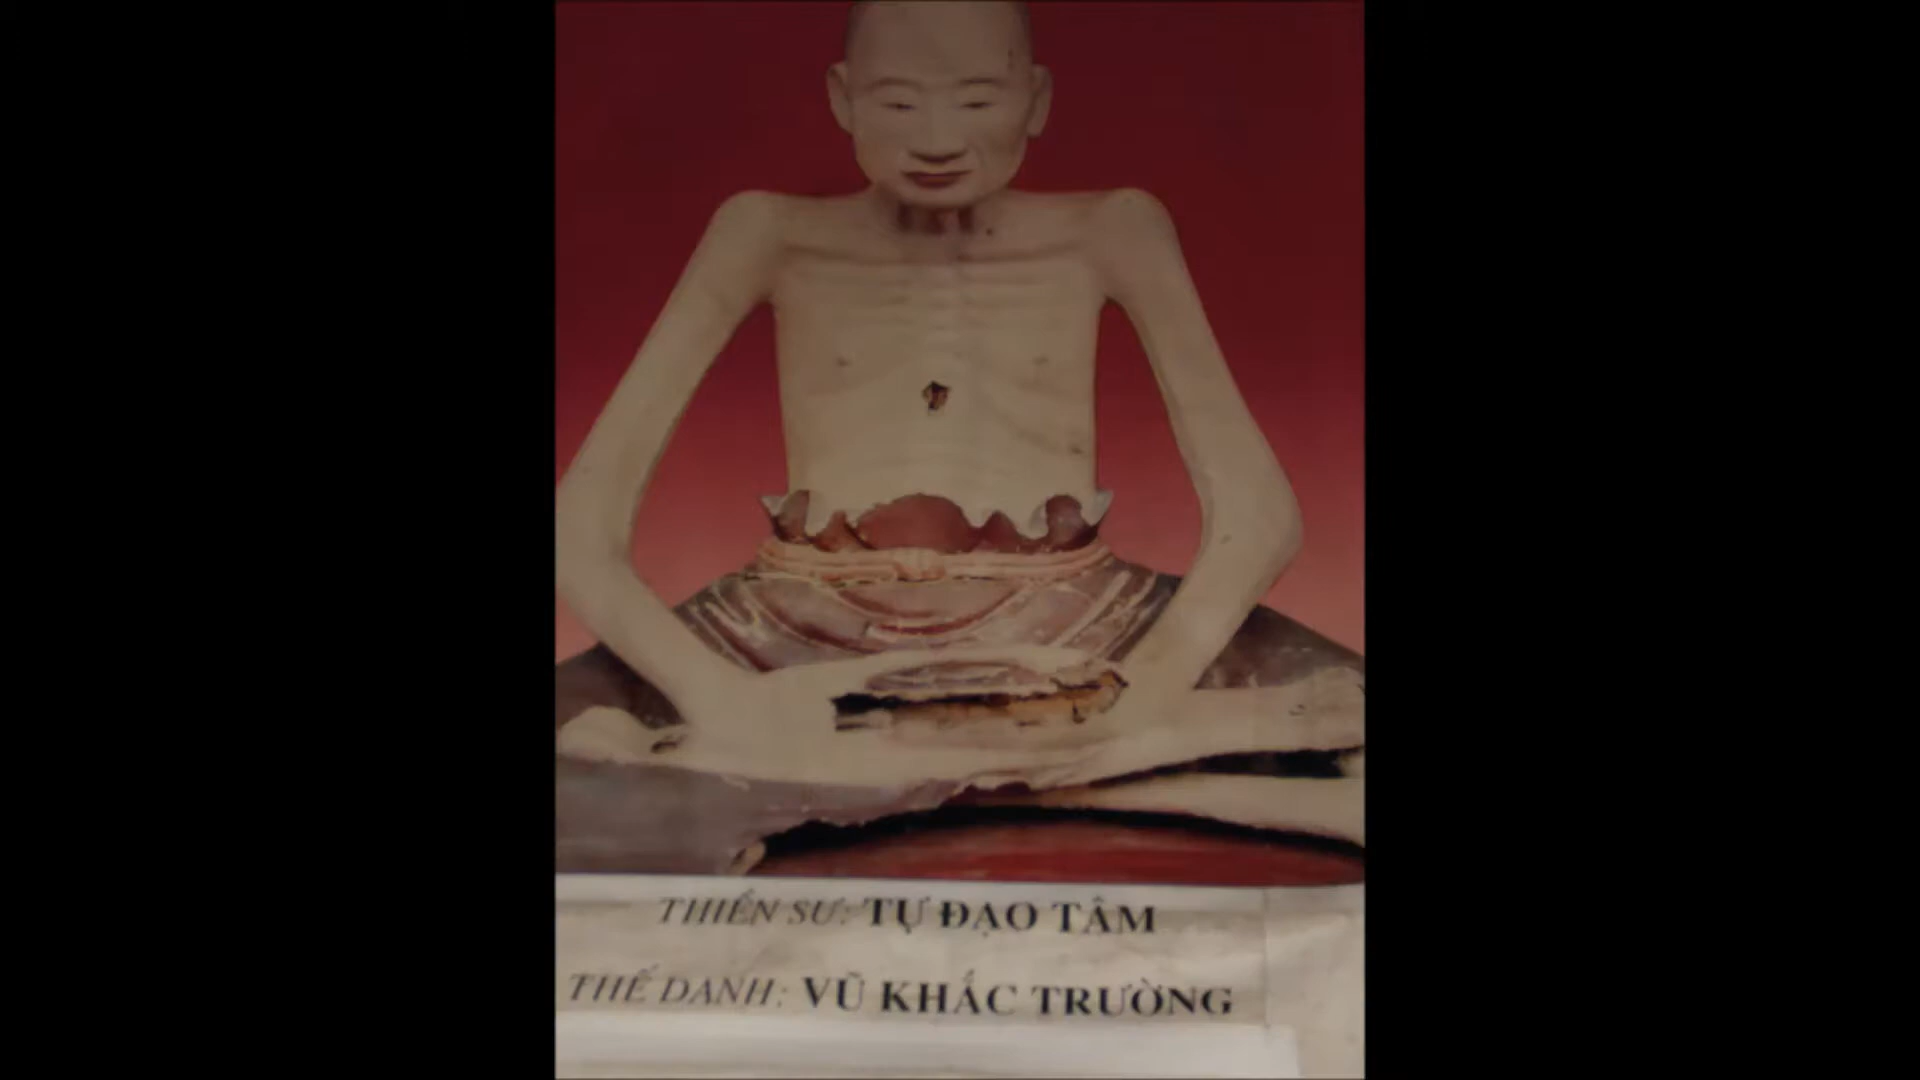 THIỀN SƯ: TỰ ĐẠO TÂM
THẾ DANH: VŨ KHẮC TRƯỜNG